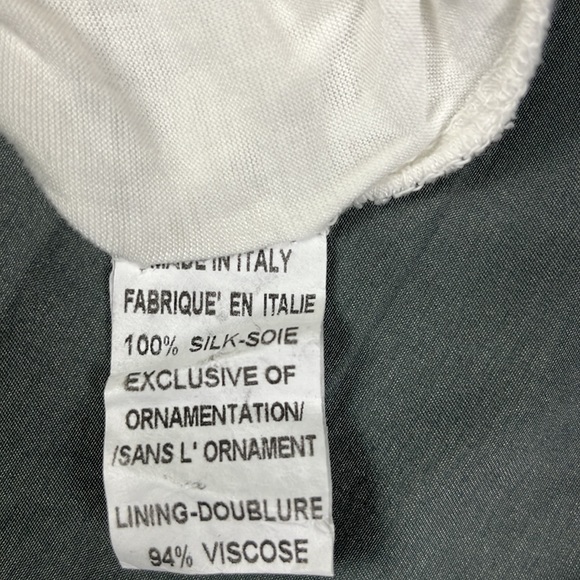 MADE IN ITALY
FABRIQUE' EN ITALIE
100% SILK-SOIE
EXCLUSIVE OF
ORNAMENTATION/
/SANS L' ORNAMENT
LINING-DOUBLURE
94% VISCOSE